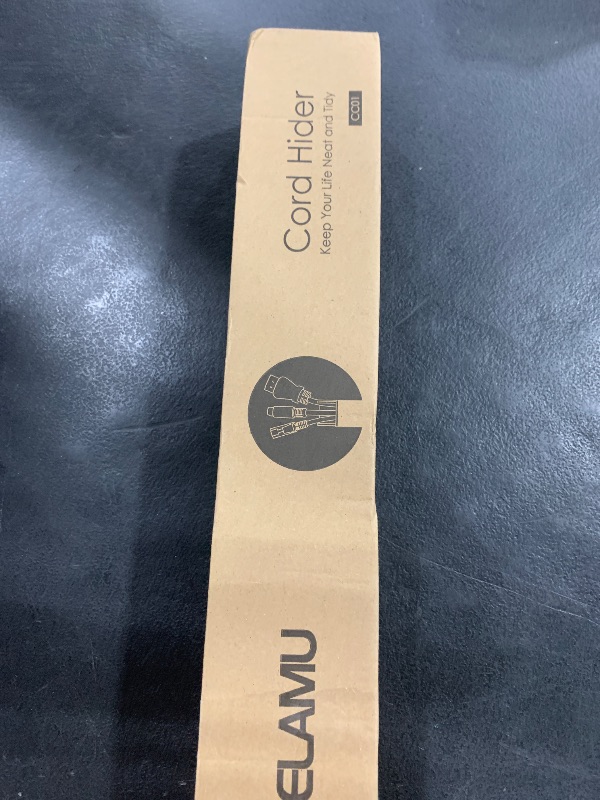 Cord Hider
Keep Your Life Neat and Tidy
CC01
ELAMU